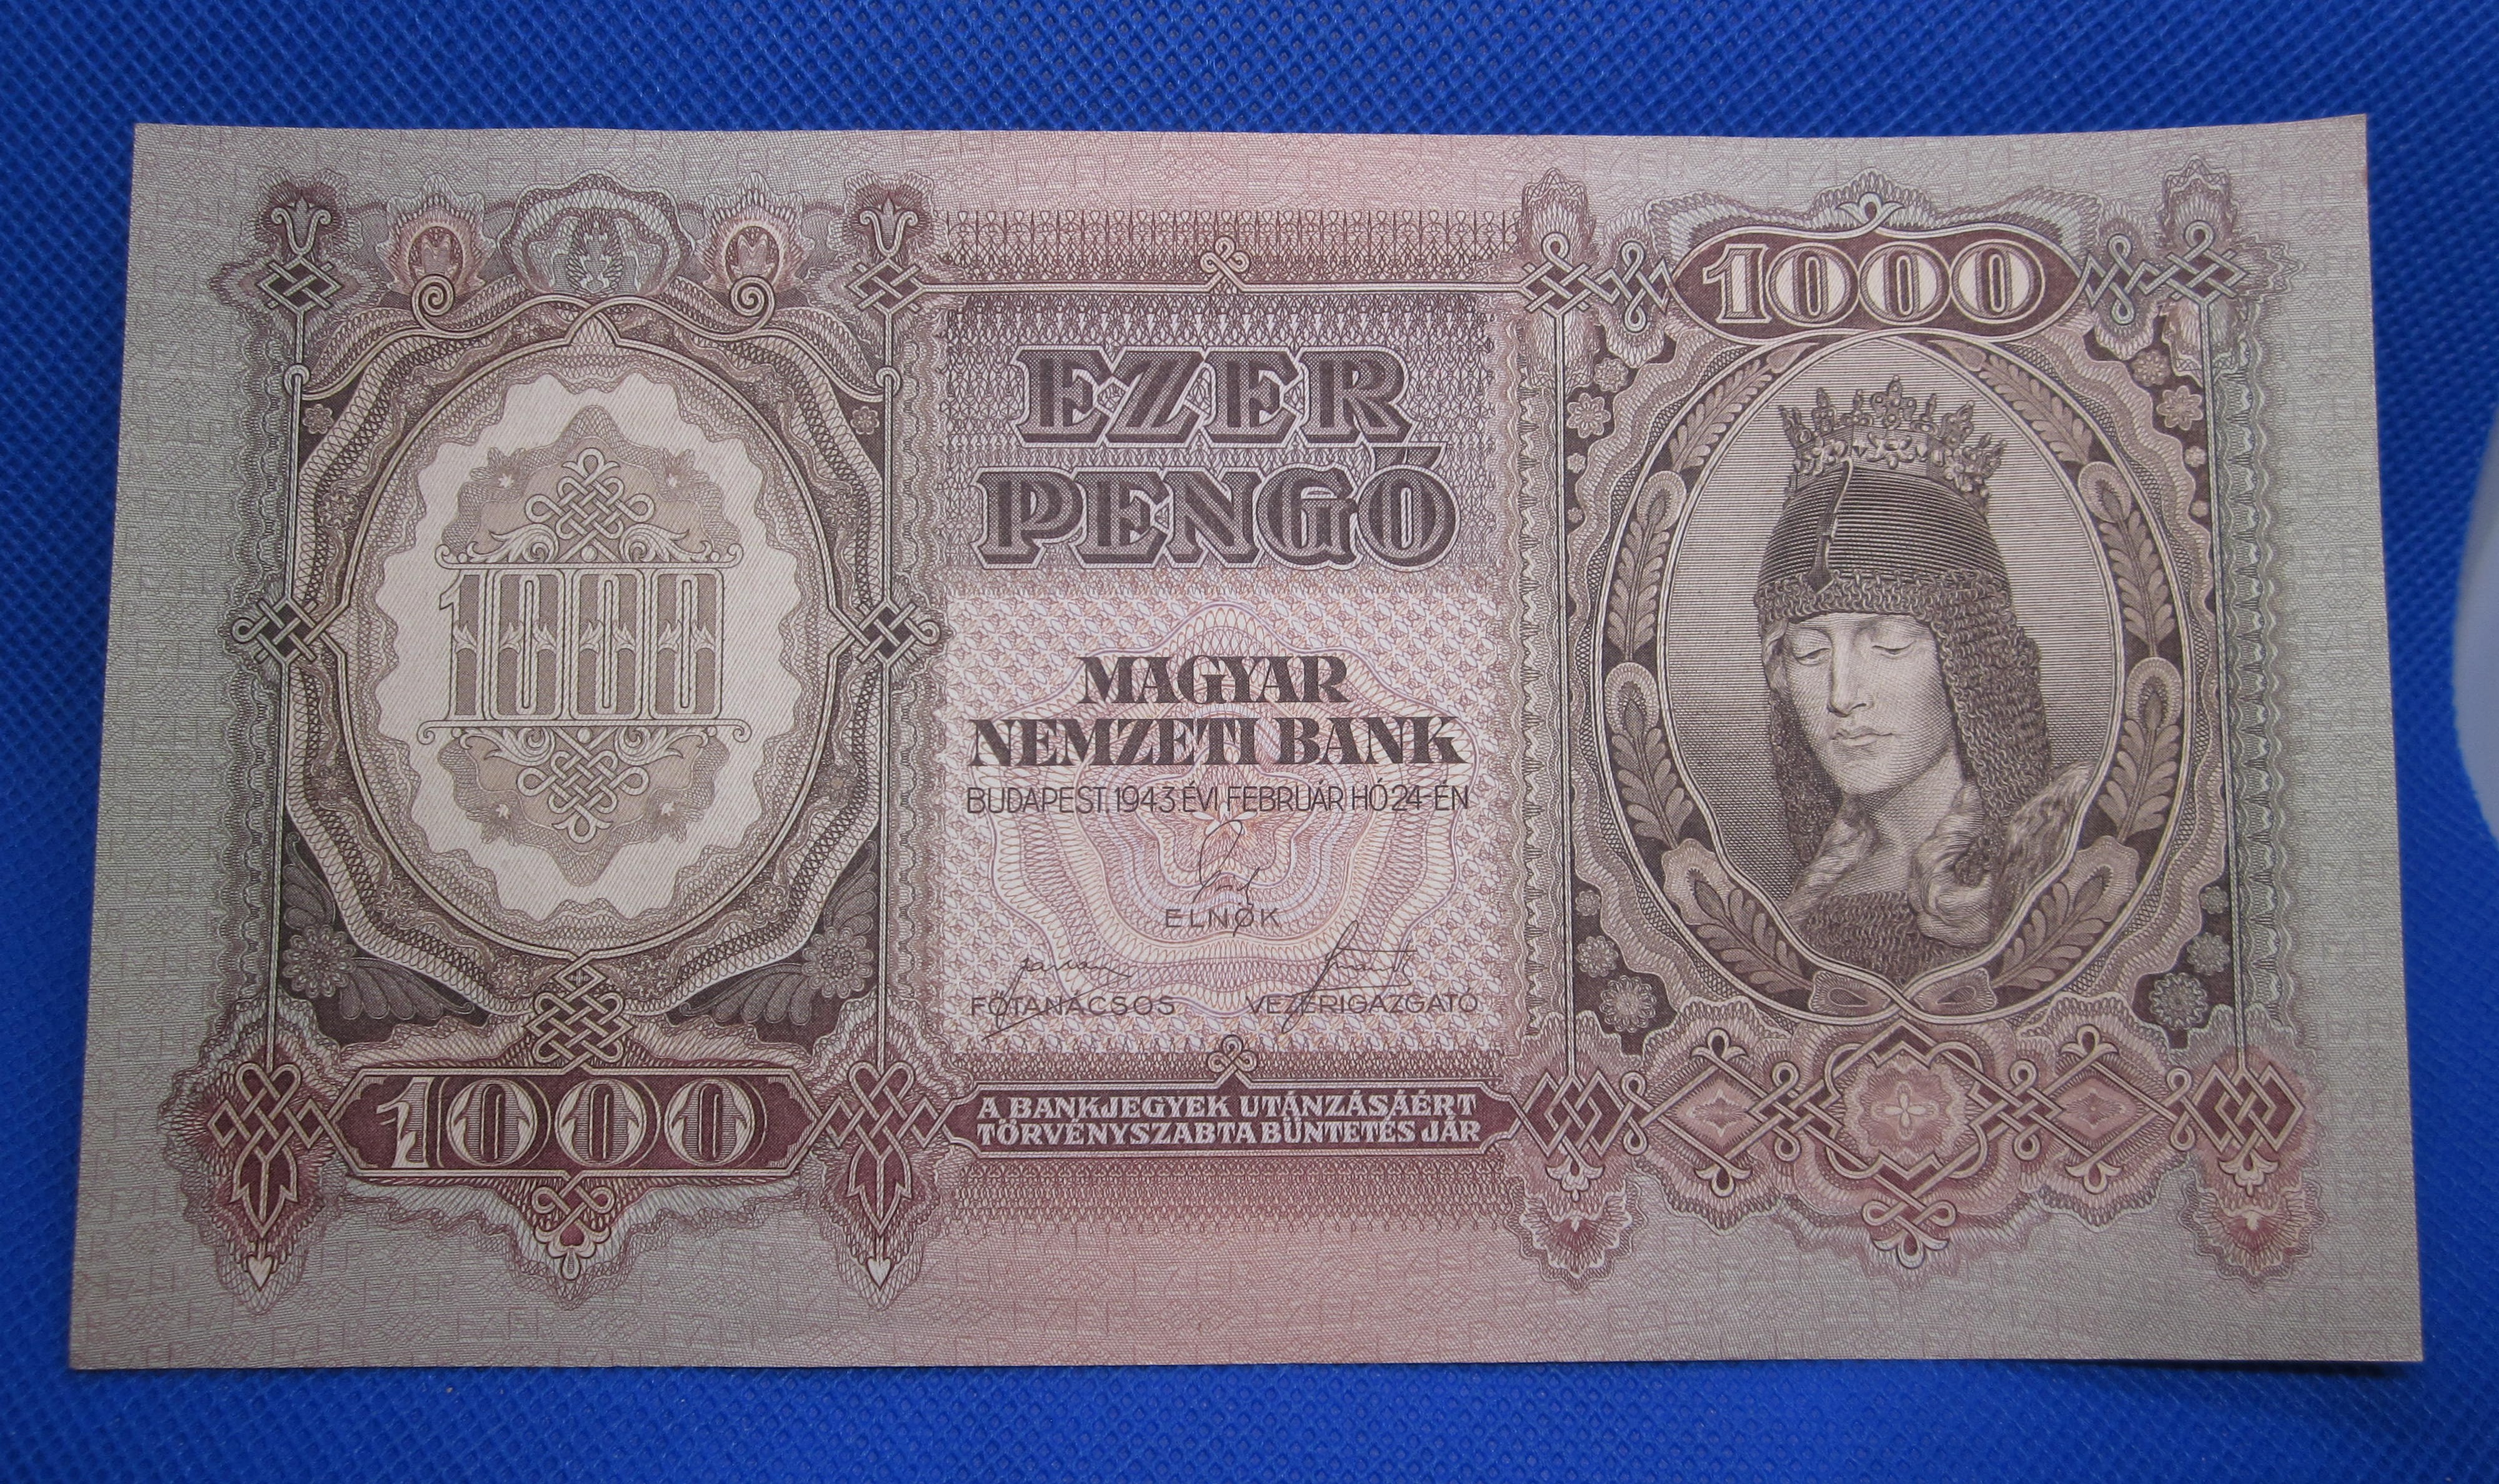 1000
EZER
PENGŐ
1000
MAGYAR
NEMZETI BANK
BUDAPEST, 1943 ÉVI FEBRUÁR HÓ 24-ÉN
ELNÖK
FŐTANÁCSOS VEZÉRIGAZGATÓ
1000
A BANKJEGYEK UTÁNZÁSÁÉRT
TÖRVÉNYSZABTA BÜNTETÉS JÁR